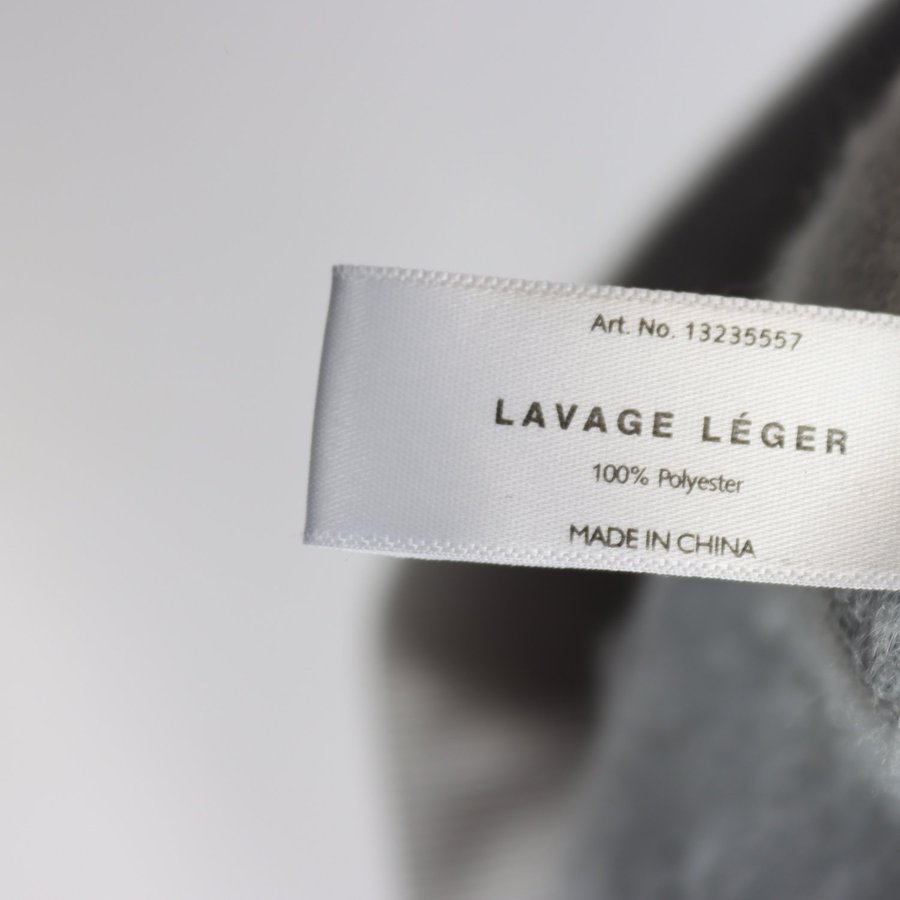 Art. No. 13235557
LAVAGE LÉGER
100% Polyester
MADE IN CHINA